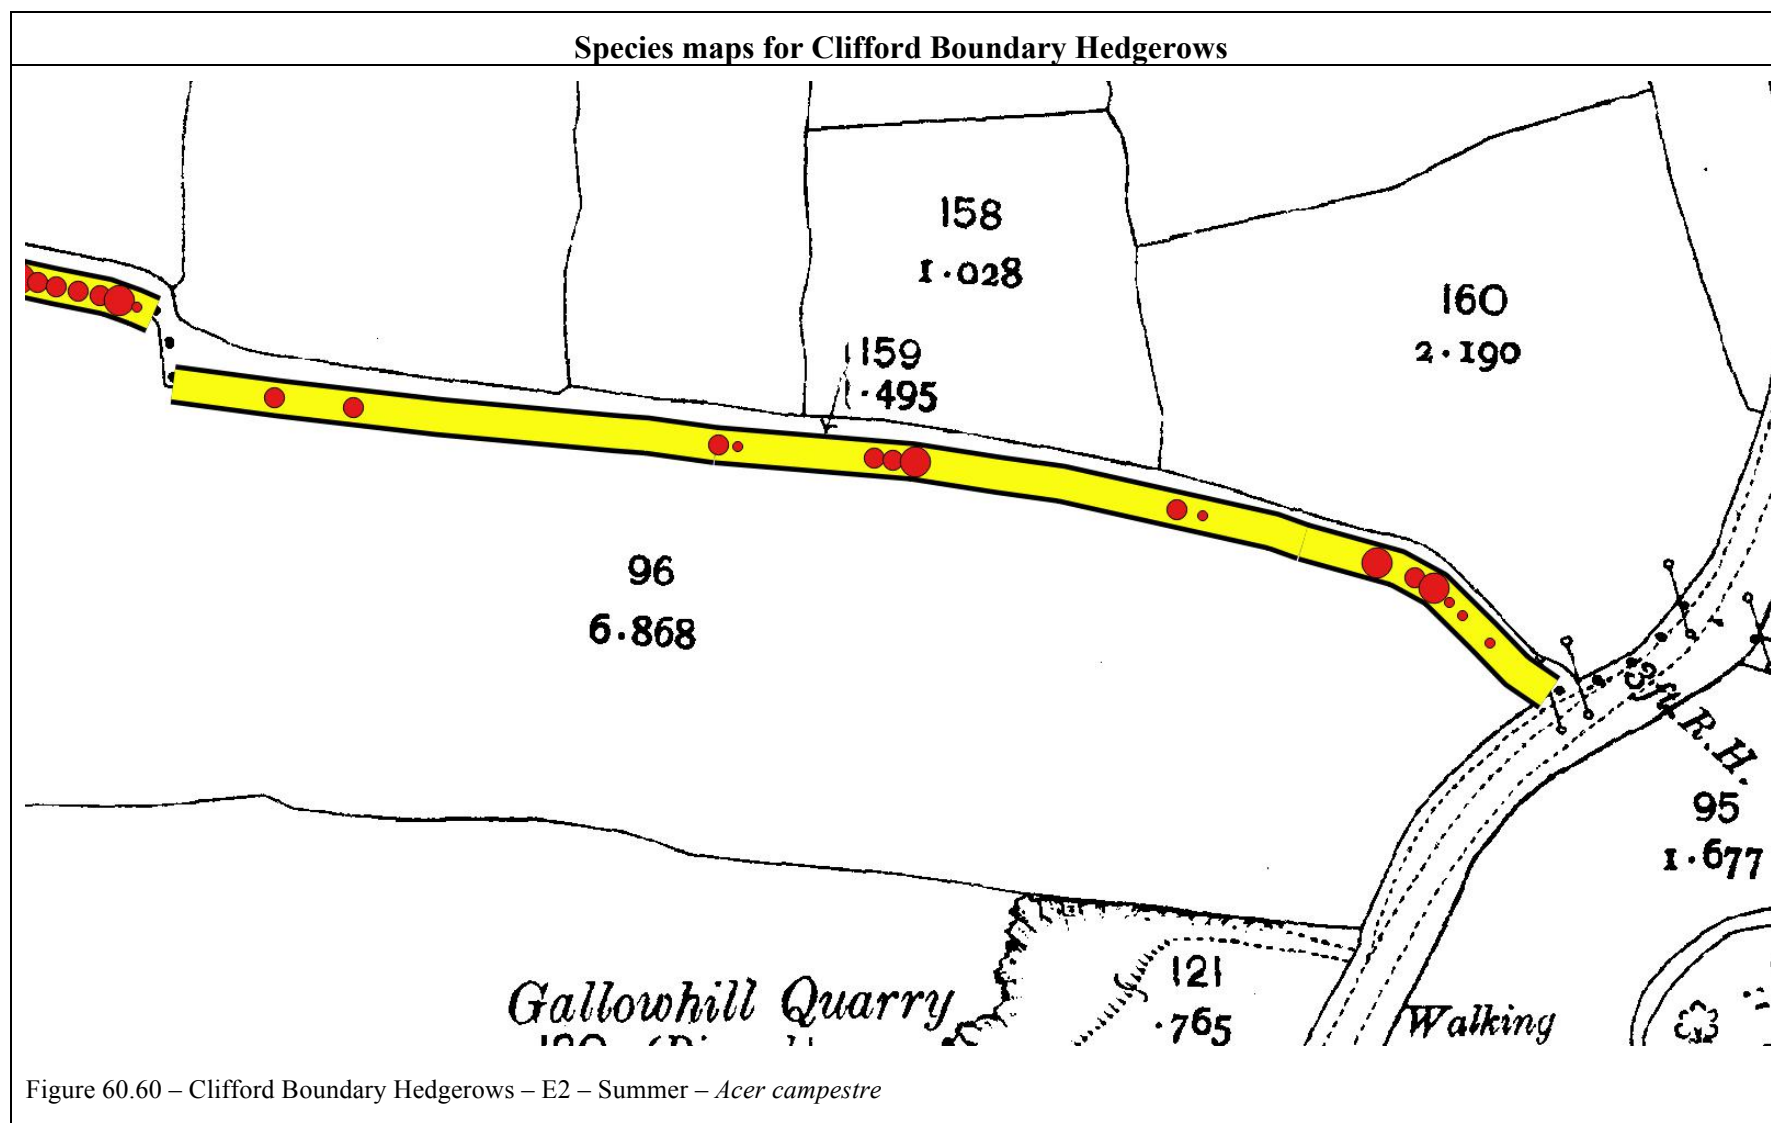 Species maps for Clifford Boundary Hedgerows
158
1.028
159
.495
160
2.190
96
6.868
3ft R.H.
95
1.677
Gallowhill Quarry
121
.765
Walking
Figure 60.60 – Clifford Boundary Hedgerows – E2 – Summer – Acer campestre